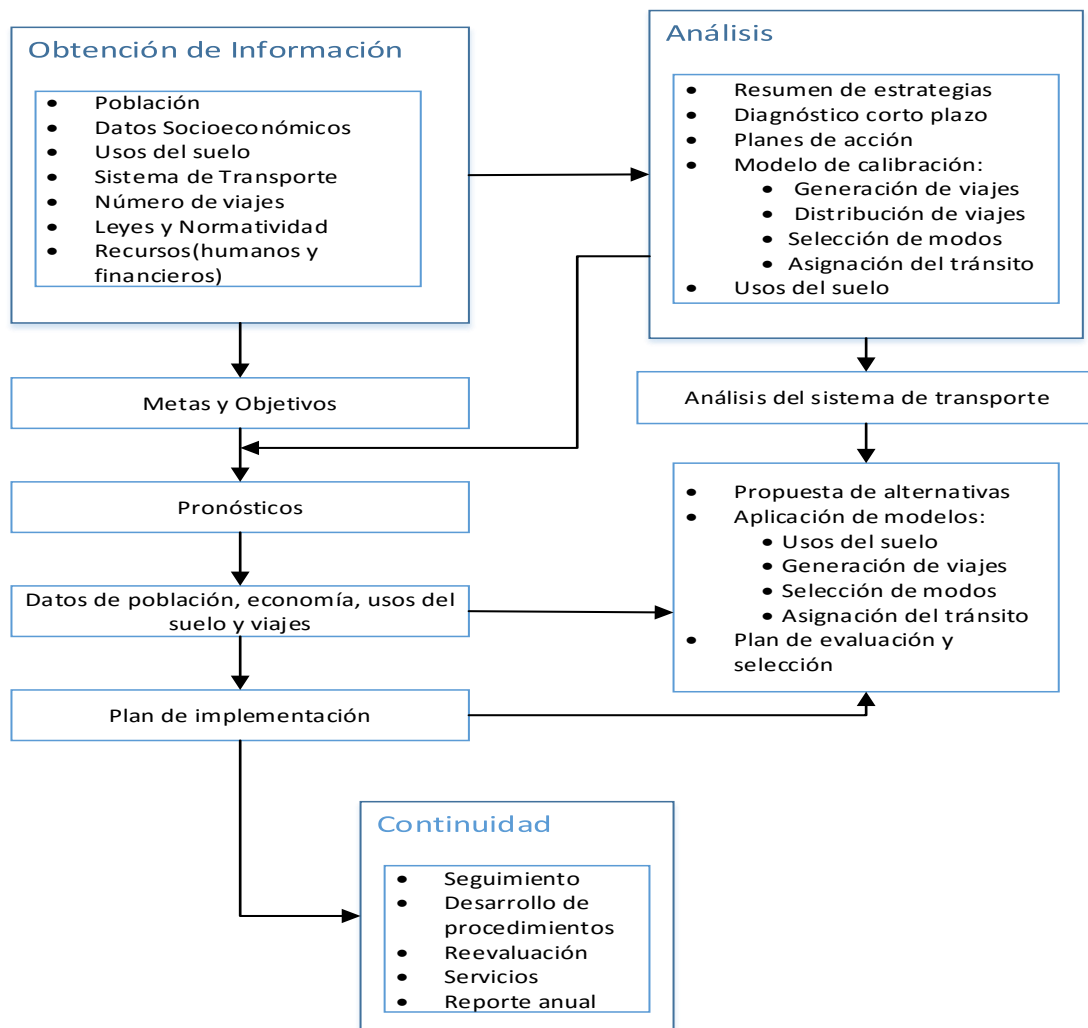 Obtención de Información
• Población
• Datos Socioeconómicos
• Usos del suelo
• Sistema de Transporte
• Número de viajes
• Leyes y Normatividad
• Recursos(humanos y
financieros)
Análisis
• Resumen de estrategias
• Diagnóstico corto plazo
• Planes de acción
• Modelo de calibración:
• Generación de viajes
• Distribución de viajes
• Selección de modos
• Asignación del tránsito
• Usos del suelo
Metas y Objetivos
Análisis del sistema de transporte
Pronósticos
• Propuesta de alternativas
• Aplicación de modelos:
• Usos del suelo
• Generación de viajes
• Selección de modos
• Asignación del tránsito
• Plan de evaluación y
selección
Datos de población, economía, usos del
suelo y viajes
Plan de implementación
Continuidad
• Seguimiento
• Desarrollo de
procedimientos
• Reevaluación
• Servicios
• Reporte anual